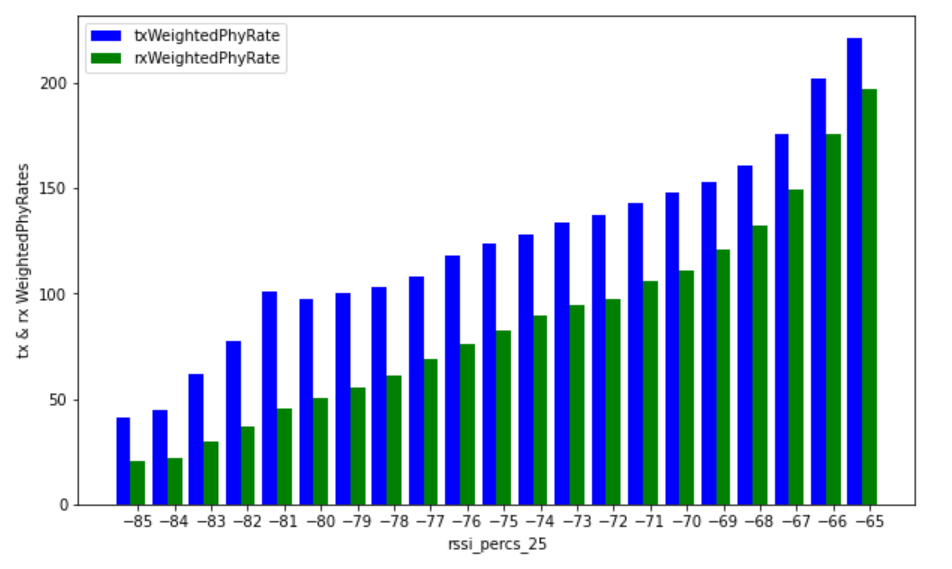 txWeightedPhyRate
rxWeightedPhyRate
tx & rx WeightedPhyRates
200
150
100
50
0
−85 −84 −83 −82 −81 −80 −79 −78 −77 −76 −75 −74 −73 −72 −71 −70 −69 −68 −67 −66 −65
rssi_percs_25